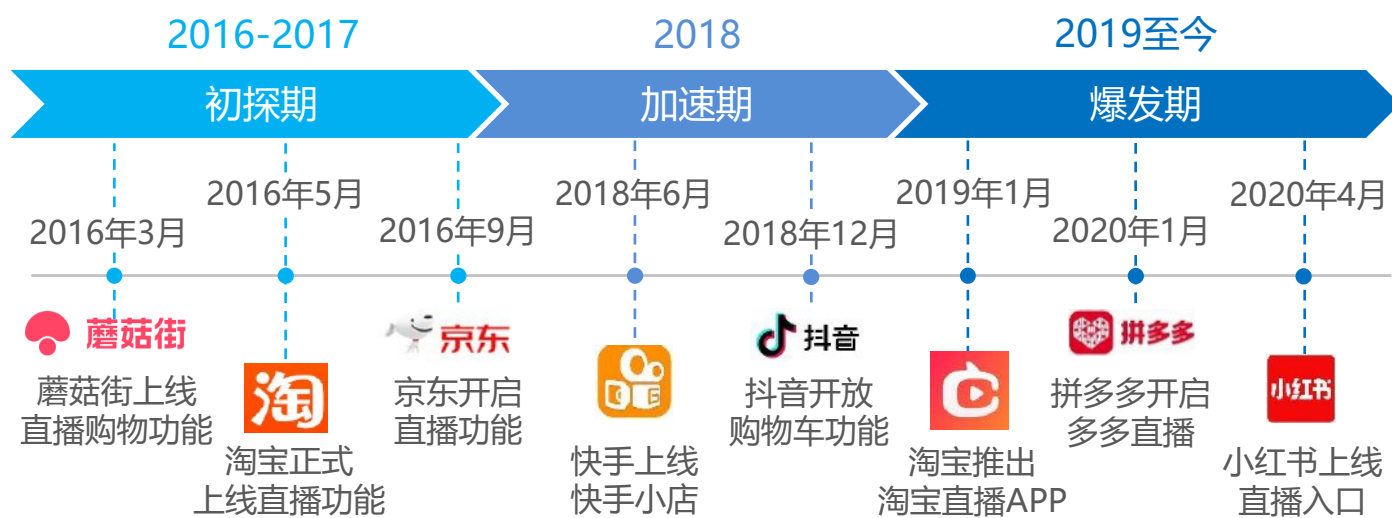 2016-2017
2018
2019至今
初探期
加速期
爆发期
2016年3月
2016年5月
2016年9月
2018年6月
2018年12月
2019年1月
2020年1月
2020年4月
蘑菇街
蘑菇街上线
直播购物功能
淘
淘宝正式
上线直播功能
京东
京东开启
直播功能
快手上线
快手小店
抖音
抖音开放
购物车功能
淘宝推出
淘宝直播APP
拼多多
拼多多开启
多多直播
小红书
小红书上线
直播入口